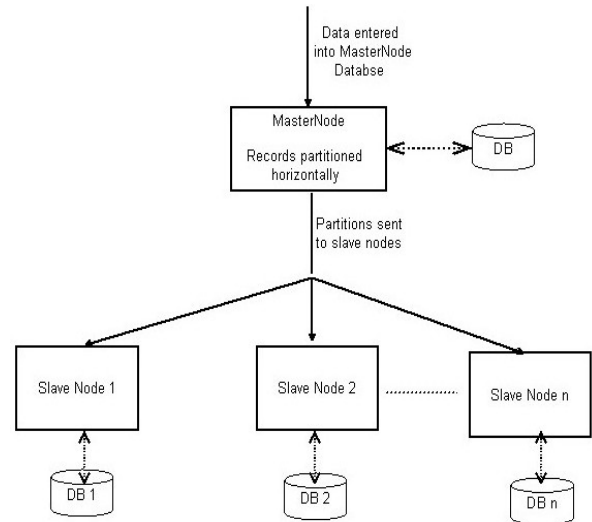 Data entered
into MasterNode
Databse
MasterNode
Records partitioned
horizontally
DB
Partitions sent
to slave nodes
Slave Node 1
Slave Node 2
Slave Node n
DB 1
DB 2
DB n